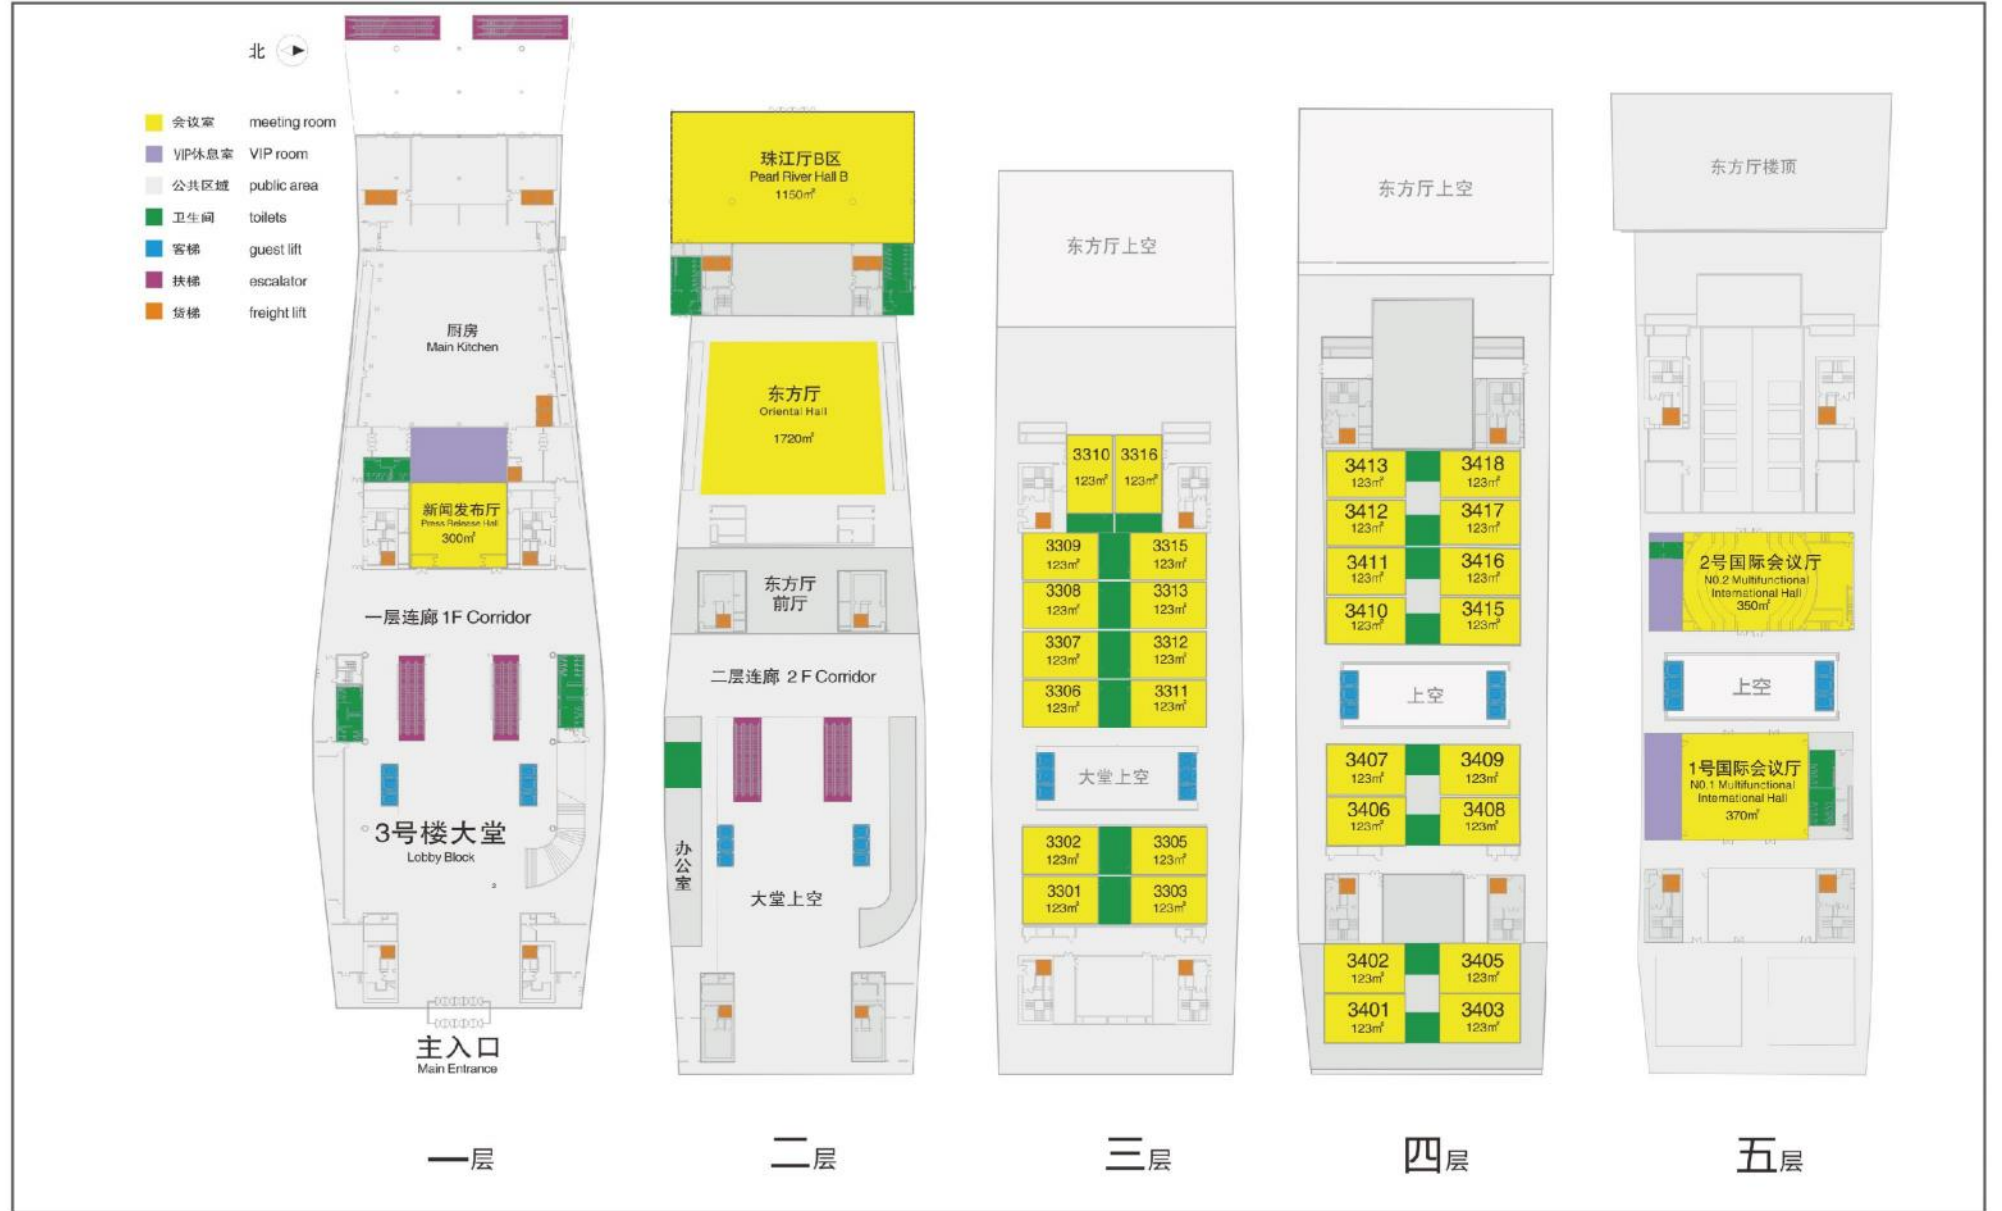 北
会议室 meeting room
VIP休息室 VIP room
公共区域 public area
卫生间 toilets
客梯 guest lift
扶梯 escalator
货梯 freight lift
厨房
Main Kitchen
新闻发布厅
Press Release Hall
300㎡
一层连廊 1F Corridor
3号楼大堂
Lobby Block
主入口
Main Entrance
一层
珠江厅B区
Pearl River Hall B
1150㎡
东方厅
Oriental Hall
1720㎡
东方厅
前厅
二层连廊 2F Corridor
办公室
大堂上空
二层
东方厅上空
3310 3316
123㎡ 123㎡
3309 3315
123㎡ 123㎡
3308 3313
123㎡ 123㎡
3307 3312
123㎡ 123㎡
3306 3311
123㎡ 123㎡
大堂上空
3302 3305
123㎡ 123㎡
3301 3303
123㎡ 123㎡
三层
东方厅上空
3413 3418
123㎡ 123㎡
3412 3417
123㎡ 123㎡
3411 3416
123㎡ 123㎡
3410 3415
123㎡ 123㎡
上空
3407 3409
123㎡ 123㎡
3406 3408
123㎡ 123㎡
3402 3405
123㎡ 123㎡
3401 3403
123㎡ 123㎡
四层
东方厅楼顶
2号国际会议厅
N0.2 Multifunctional
International Hall
350㎡
上空
1号国际会议厅
N0.1 Multifunctional
International Hall
370㎡
五层